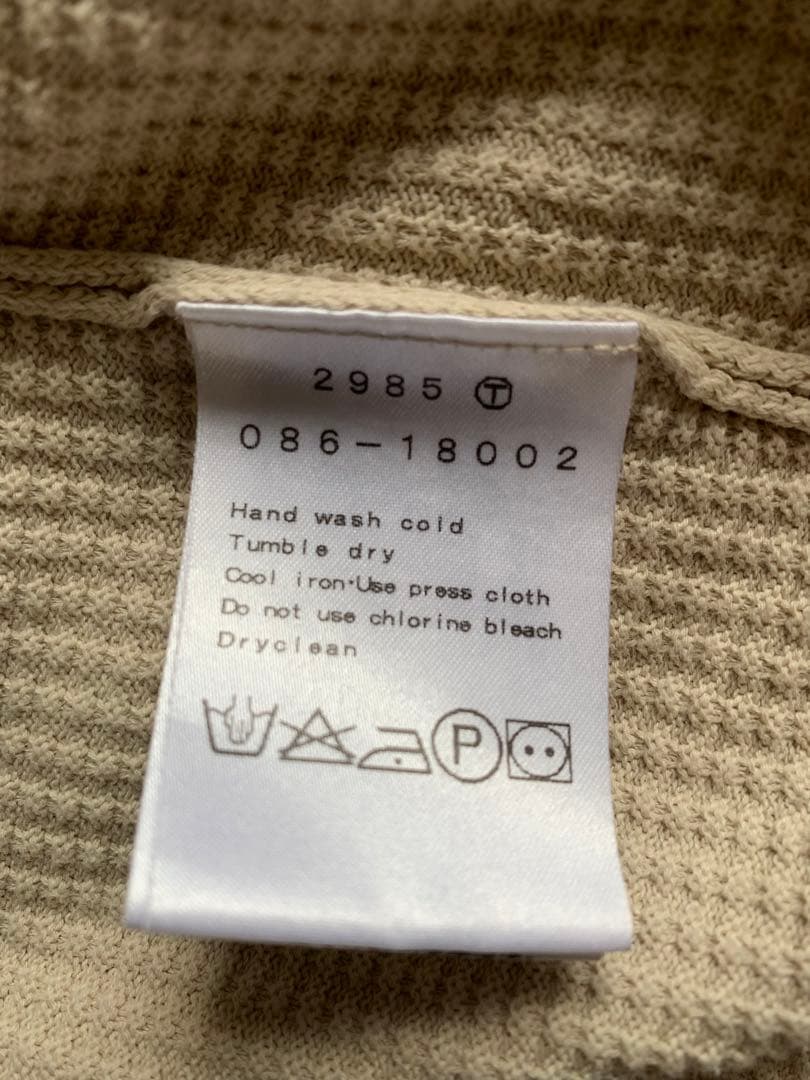 2985 Ⓣ
086-18002
Hand wash cold
Tumble dry
Cool iron·Use press cloth
Do not use chlorine bleach
Dryclean
P